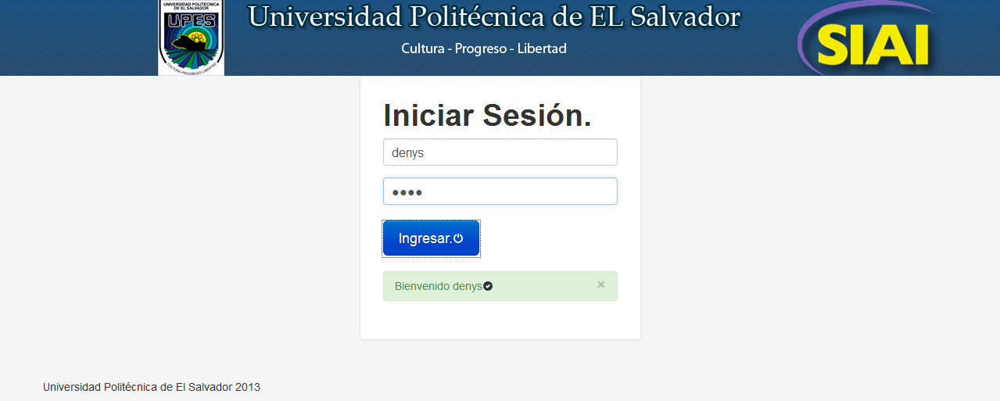 UNIVERSIDAD POLITECNICA
DE EL SALVADOR
UPES
CULTURA PROGRESO LIBERTAD
Universidad Politécnica de EL Salvador
Cultura - Progreso - Libertad
SIAI
Iniciar Sesión.
denys
••••
Ingresar.
Bienvenido denys
×
Universidad Politécnica de El Salvador 2013